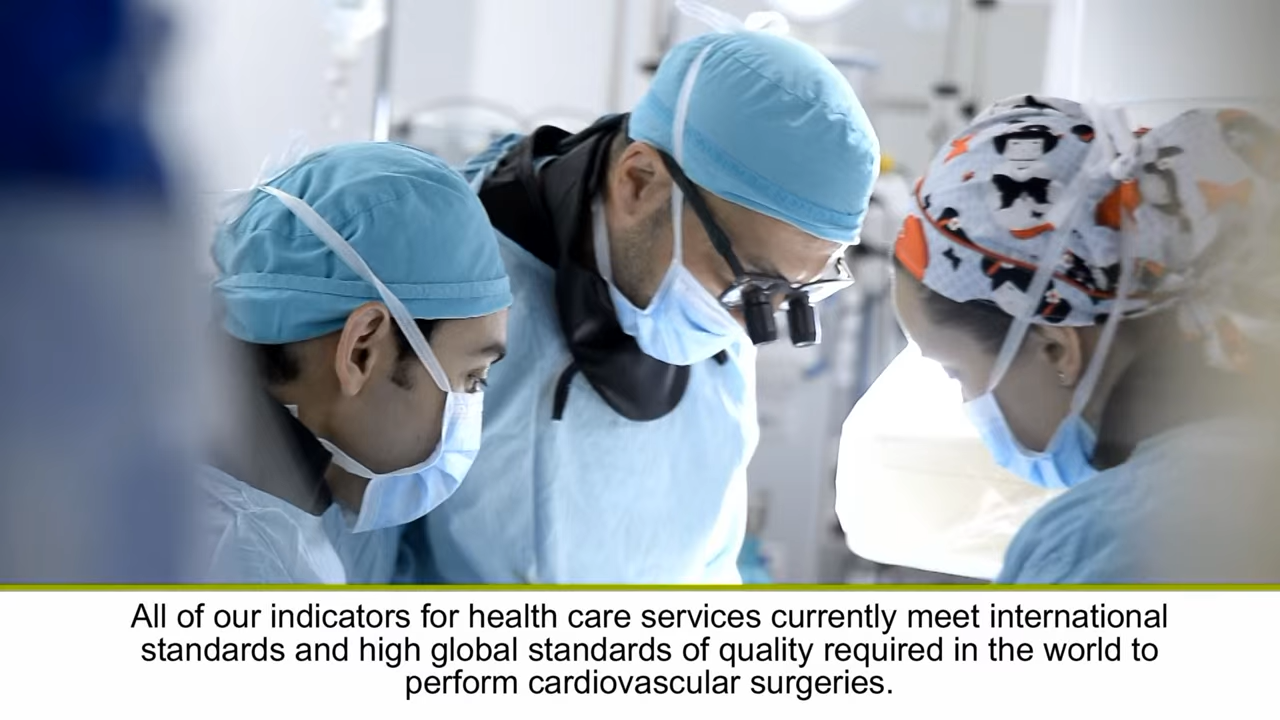 All of our indicators for health care services currently meet international
standards and high global standards of quality required in the world to
perform cardiovascular surgeries.